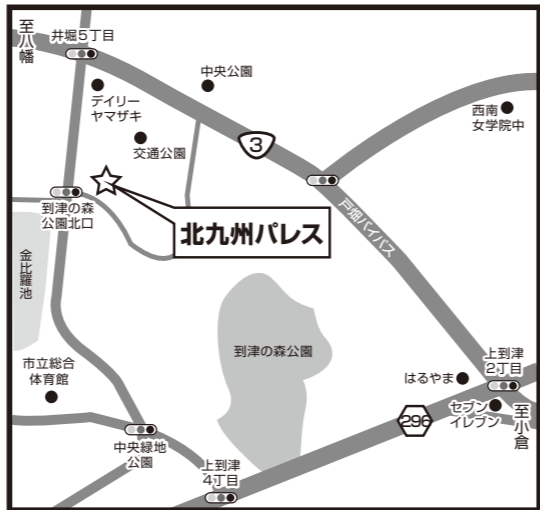 至八幡
井堀5丁目
中央公園
デイリー
ヤマザキ
西南
女学院中
3
交通公園
到津の森
公園北口
北九州パレス
戸畑バイパス
金比羅池
到津の森公園
市立総合
体育館
はるやま
上到津
2丁目
296
セブン
イレブン
至小倉
中央緑地
公園
上到津
4丁目